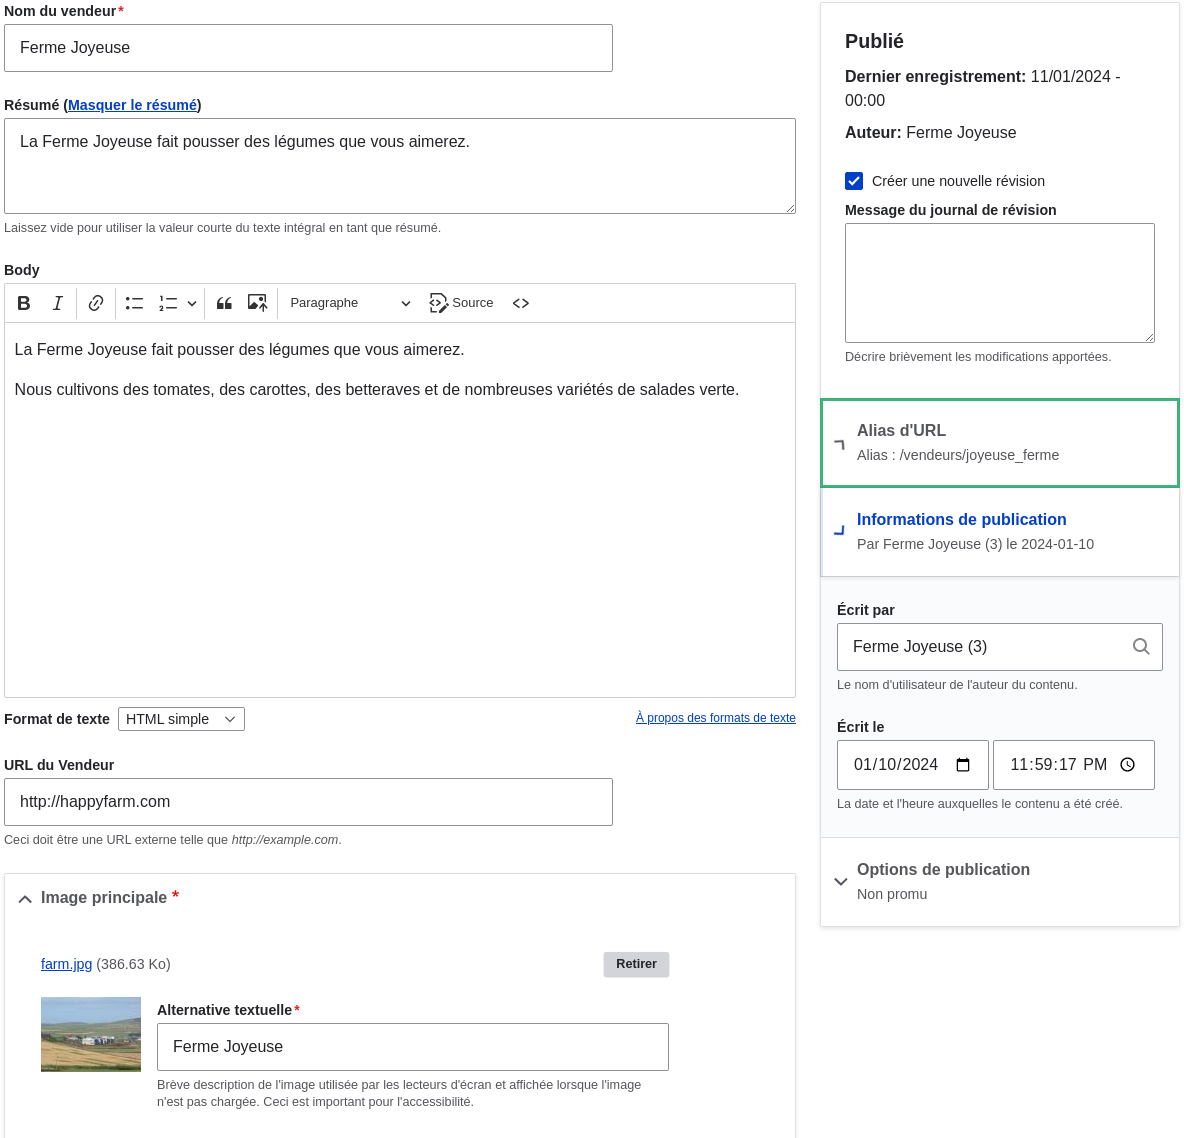 Nom du vendeur*
Ferme Joyeuse
Résumé (Masquer le résumé)
La Ferme Joyeuse fait pousser des légumes que vous aimerez.
Laissez vide pour utiliser la valeur courte du texte intégral en tant que résumé.
Body
B I Paragraphe Source <>
La Ferme Joyeuse fait pousser des légumes que vous aimerez.
Nous cultivons des tomates, des carottes, des betteraves et de nombreuses variétés de salades verte.
Format de texte HTML simple À propos des formats de texte
URL du Vendeur
http://happyfarm.com
Ceci doit être une URL externe telle que http://example.com.
Image principale *
farm.jpg (386.63 Ko) Retirer
Alternative textuelle*
Ferme Joyeuse
Brève description de l'image utilisée par les lecteurs d'écran et affichée lorsque l'image
n'est pas chargée. Ceci est important pour l'accessibilité.
Publié
Dernier enregistrement: 11/01/2024 -
00:00
Auteur: Ferme Joyeuse
Créer une nouvelle révision
Message du journal de révision
Décrire brièvement les modifications apportées.
Alias d'URL
Alias : /vendeurs/joyeuse_ferme
Informations de publication
Par Ferme Joyeuse (3) le 2024-01-10
Écrit par
Ferme Joyeuse (3)
Le nom d'utilisateur de l'auteur du contenu.
Écrit le
01/10/2024 11:59:17 PM
La date et l'heure auxquelles le contenu a été créé.
Options de publication
Non promu